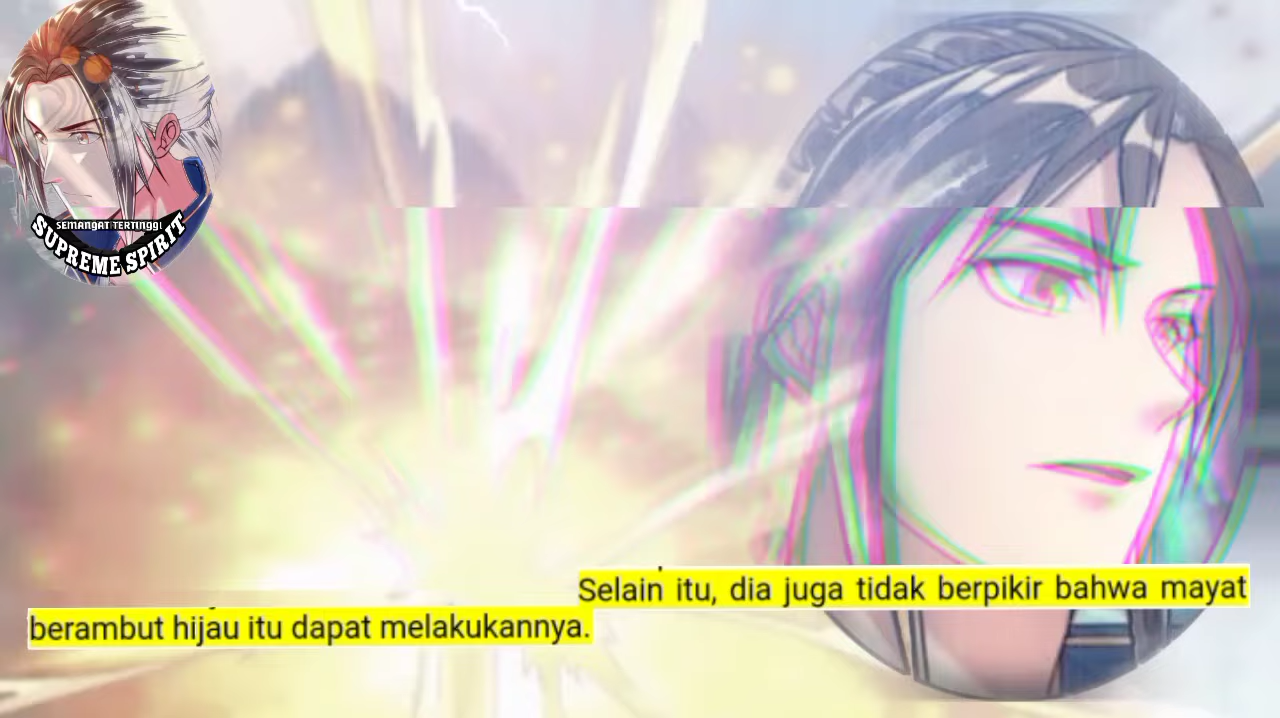 SEMANGAT TERTINGGI
SUPREME SPIRIT
Selain itu, dia juga tidak berpikir bahwa mayat
berambut hijau itu dapat melakukannya.